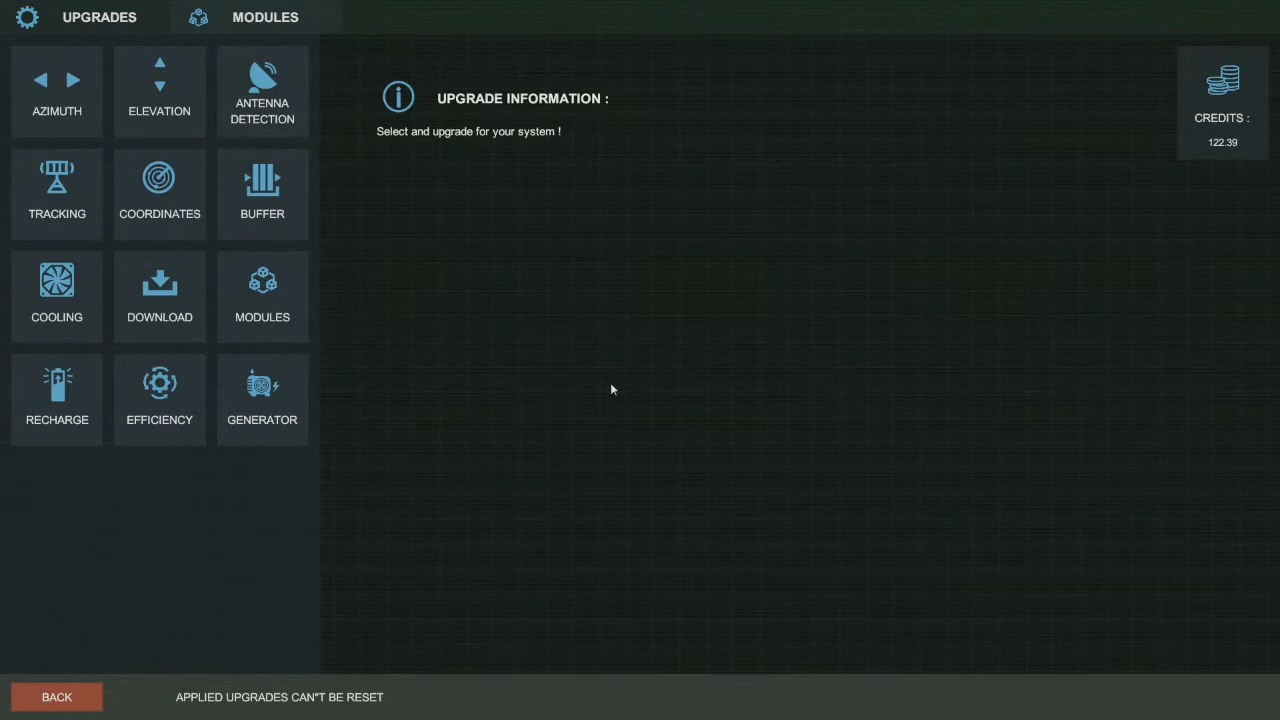 UPGRADES
MODULES
AZIMUTH
ELEVATION
ANTENNA
DETECTION
TRACKING
COORDINATES
BUFFER
COOLING
DOWNLOAD
MODULES
RECHARGE
EFFICIENCY
GENERATOR
UPGRADE INFORMATION :
Select and upgrade for your system !
CREDITS :
122.39
BACK
APPLIED UPGRADES CAN"T BE RESET